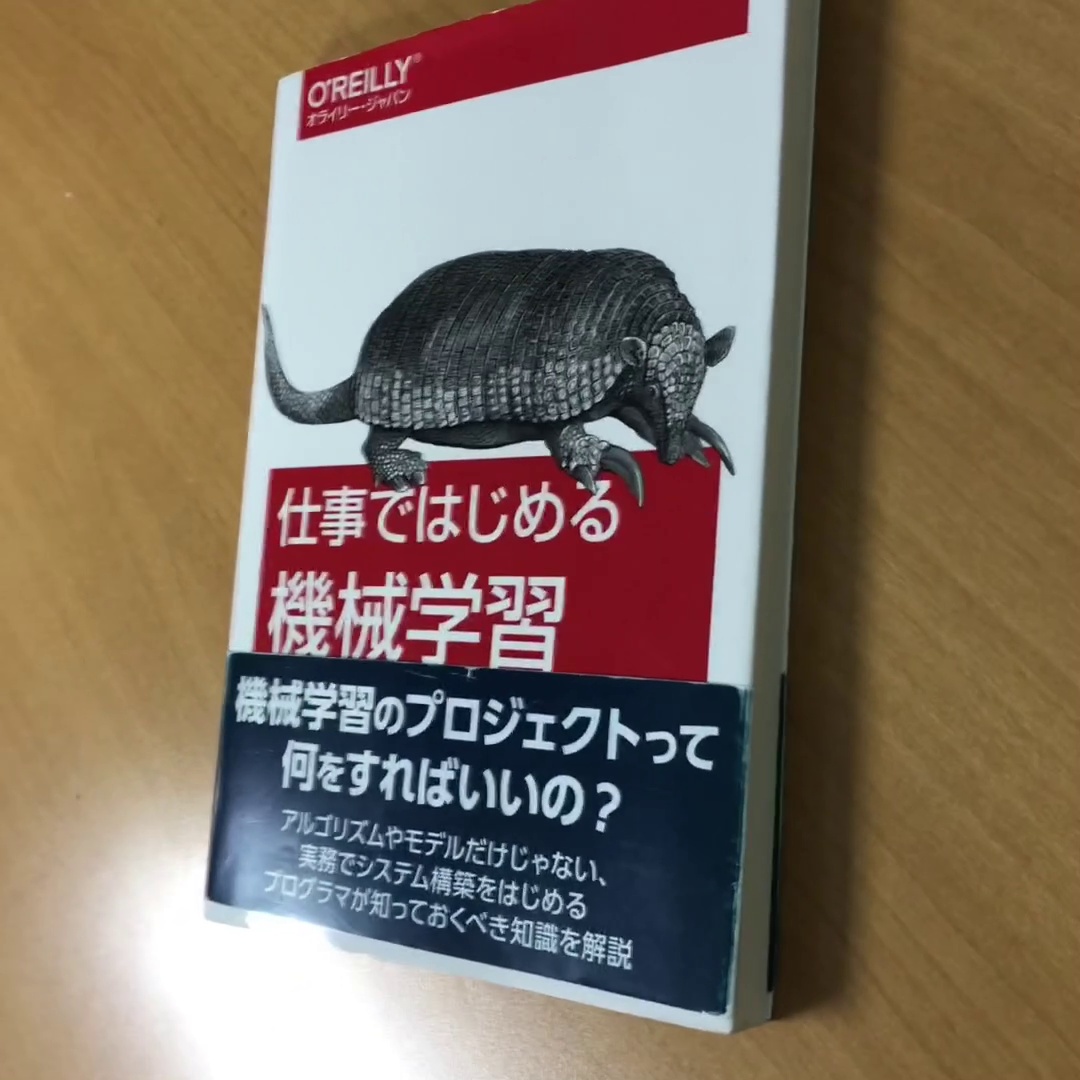 O'REILLY®
オライリー・ジャパン
仕事ではじめる
機械学習
機械学習のプロジェクトって
何をすればいいの？
アルゴリズムやモデルだけじゃない、
実務でシステム構築をはじめる
プログラマが知っておくべき知識を解説